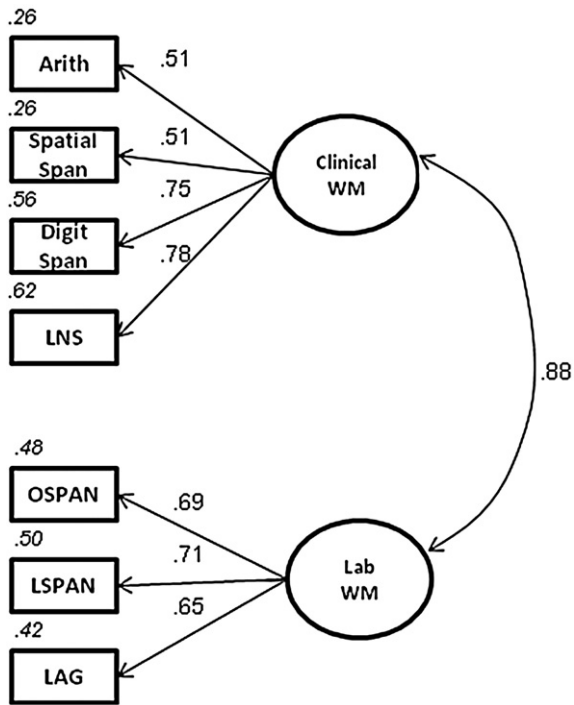 .26
Arith
.51
.26
Spatial
Span
.51
.56
Digit
Span
.75
.62
LNS
.78
Clinical
WM
.88
.48
OSPAN
.69
.50
LSPAN
.71
.42
LAG
.65
Lab
WM